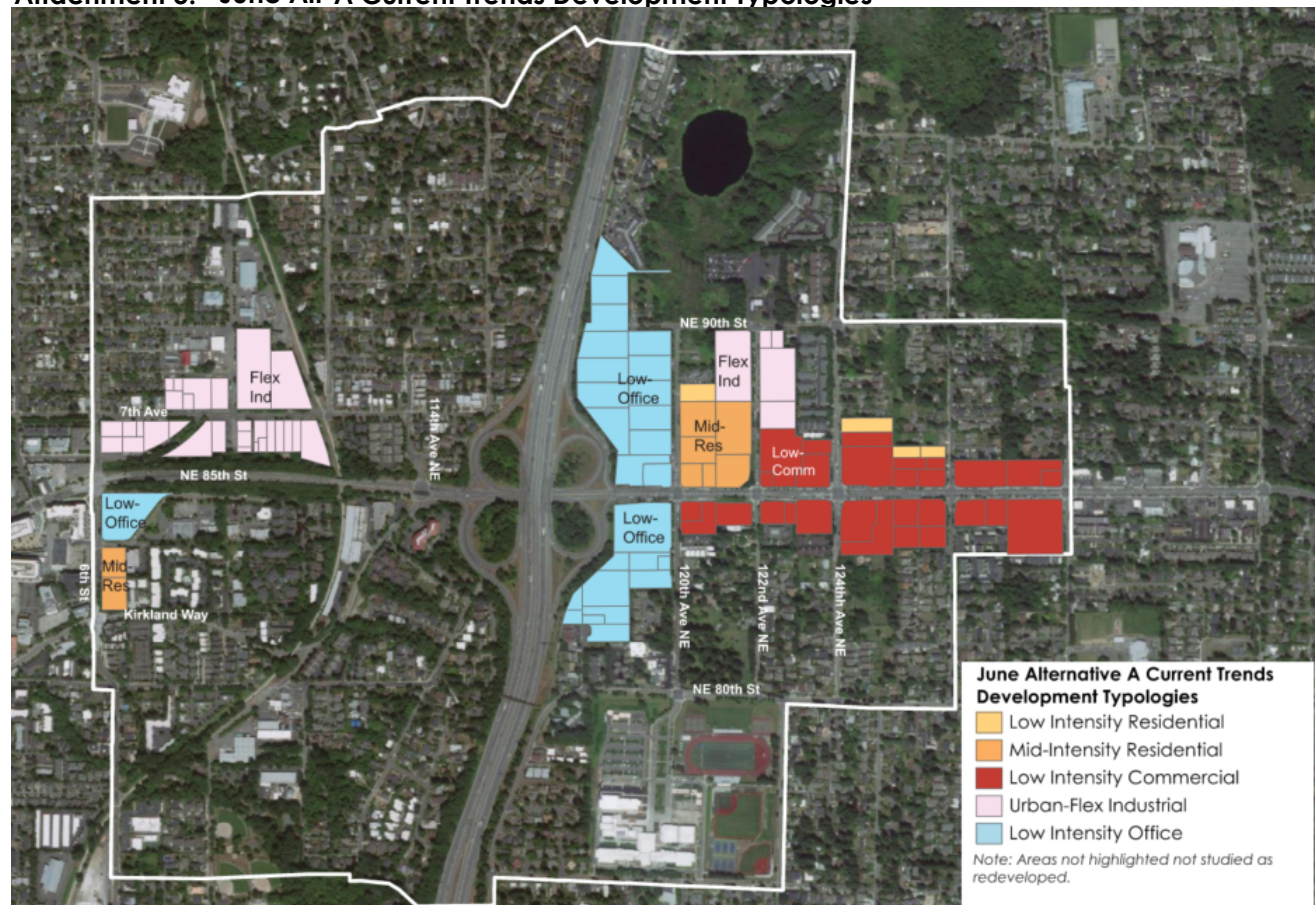 June Alt A Current Trends Development Typologies
NE 90th St
Flex
Ind
Low-
Office
Flex
Ind
7th Ave
114th Ave NE
Mid-
Res
Low-
Comm
NE 85th St
Low-
Office
Low-
Office
Mid-
Res
6th St
Kirkland Way
120th Ave NE
122nd Ave NE
124thh Ave NE
NE 80th St
June Alternative A Current Trends
Development Typologies
Low Intensity Residential
Mid-Intensity Residential
Low Intensity Commercial
Urban-Flex Industrial
Low Intensity Office
Note: Areas not highlighted not studied as
redeveloped.